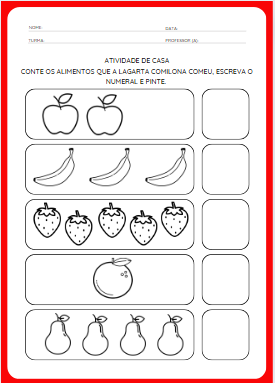 NOME: DATA:
TURMA: PROFESSOR (A)
ATIVIDADE DE CASA
CONTE OS ALIMENTOS QUE A LAGARTA COMILONA COMEU, ESCREVA O
NUMERAL E PINTE.